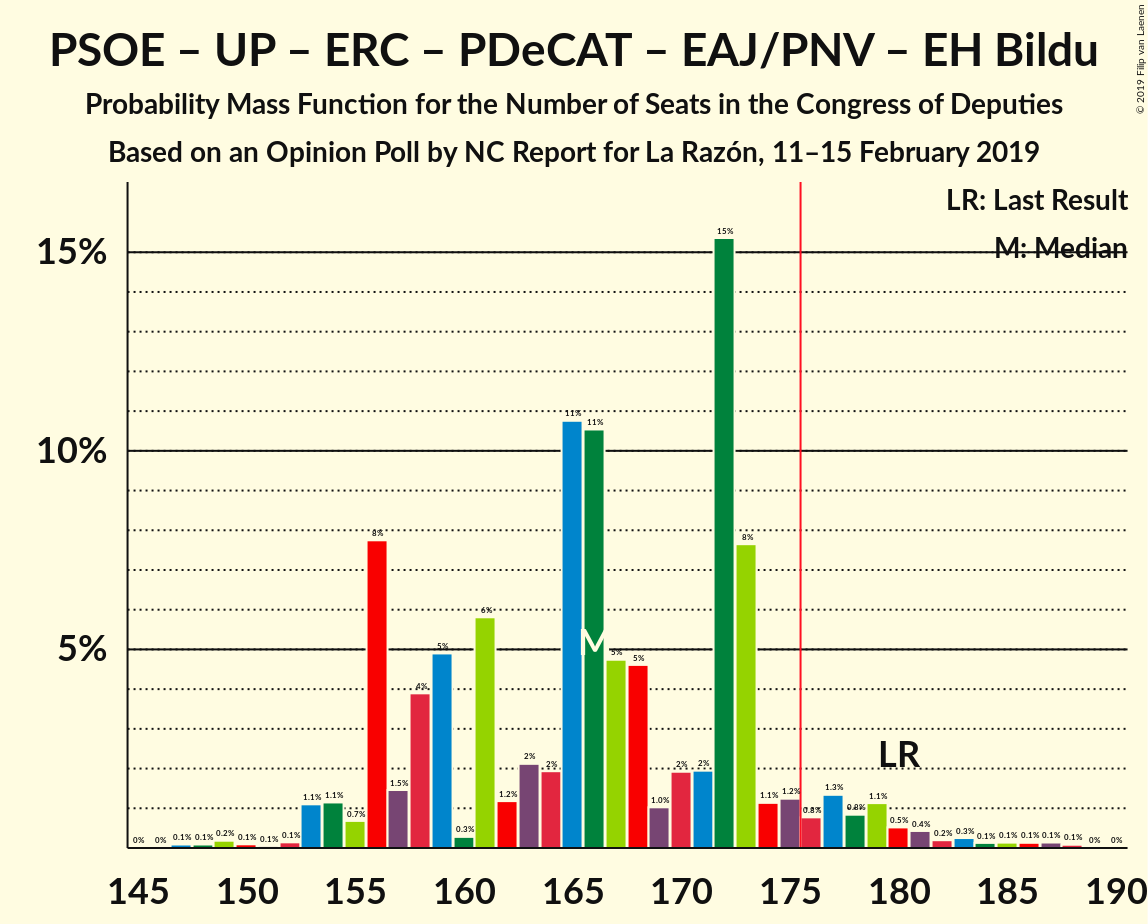 PSOE – UP – ERC – PDeCAT – EAJ/PNV – EH Bildu
Probability Mass Function for the Number of Seats in the Congress of Deputies
Based on an Opinion Poll by NC Report for La Razón, 11–15 February 2019
© 2019 Filip van Laenen
LR: Last Result
M: Median
15%
10%
5%
0% 0% 0.1% 0.1% 0.2% 0.1% 0.1% 0.1% 1.1% 1.1% 0.7% 8% 1.5% 4% 5% 0.3% 6% 1.2% 2% 2% 11% 11% 5% 5% 1.0% 2% 2% 15% 8% 1.1% 1.2% 0.8% 1.3% 0.8% 1.1% 0.5% 0.4% 0.2% 0.3% 0.1% 0.1% 0.1% 0.1% 0.1% 0% 0%
M
LR
145 150 155 160 165 170 175 180 185 190